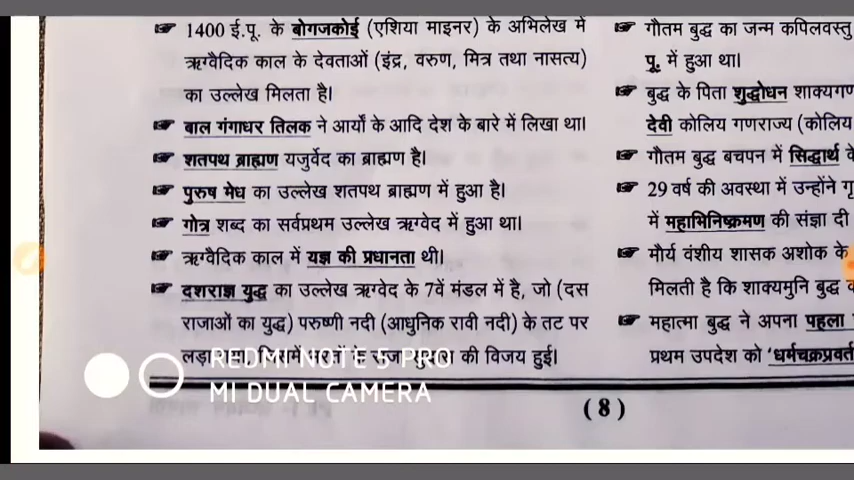 1400 ई.पू. के बोगजकोई (एशिया माइनर) के अभिलेख में
ऋग्वैदिक काल के देवताओं (इंद्र, वरुण, मित्र तथा नासत्य)
का उल्लेख मिलता है।
बाल गंगाधर तिलक ने आर्यों के आदि देश के बारे में लिखा था।
शतपथ ब्राह्मण यजुर्वेद का ब्राह्मण है।
पुरुष मेध का उल्लेख शतपथ ब्राह्मण में हुआ है।
गोत्र शब्द का सर्वप्रथम उल्लेख ऋग्वेद में हुआ था।
ऋग्वैदिक काल में यज्ञ की प्रधानता थी।
दशराज्ञ युद्ध का उल्लेख ऋग्वेद के 7वें मंडल में है, जो (दस
राजाओं का युद्ध) परुष्णी नदी (आधुनिक रावी नदी) के तट पर
की विजय हुई।
गौतम बुद्ध का जन्म कपिलवस्तु
पू. में हुआ था।
बुद्ध के पिता शुद्धोधन शाक्यगण
देवी कोलिय गणराज्य (कोलिय
गौतम बुद्ध बचपन में सिद्धार्थ के
29 वर्ष की अवस्था में उन्होंने गृ
में महाभिनिष्क्रमण की संज्ञा दी
मौर्य वंशीय शासक अशोक के
मिलती है कि शाक्यमुनि बुद्ध
महात्मा बुद्ध ने अपना पहला
प्रथम उपदेश को 'धर्मचक्रप्रवर्त
(8)
REDMI NOTE 5 PRO
MI DUAL CAMERA